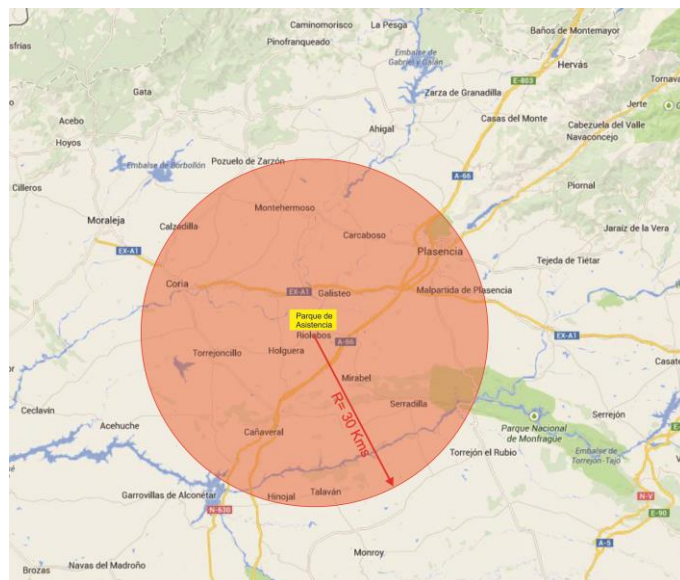 Caminomorisco
La Pesga
Baños de Montemayor
sfrias
Pinofranqueado
Embalse de
Gabriel y Galán
Hervás
E-803
Tornava
Gata
Zarza de Granadilla
Jerte
Acebo
Casas del Monte
Cabezuela del Valle
Hoyos
Ahigal
Navaconcejo
Embalse de Borbollón
Pozuelo de Zarzón
A-66
Cilleros
Piornal
Montehermoso
Moraleja
Calzadilla
Jaraíz de la Vera
Carcaboso
EX-A1
Plasencia
Tejeda de Tiétar
Coria
EX-A1
Galisteo
Malpartida de Plasencia
Parque de
Asistencia
Riolobos
A-66
EX-A1
Torrejoncillo
Holguera
Casate
Mirabel
R= 30 Kms
Serradilla
Ceclavín
Acehuche
Parque Nacional
de Monfragüe
Serrejón
Cañaveral
Embalse de
Torrejón-Tajo
Torrejón el Rubio
Garrovillas de Alconétar
Hinojal
Talaván
N-V
N-630
E-90
Monroy
A-5
Navas del Madroño
Brozas